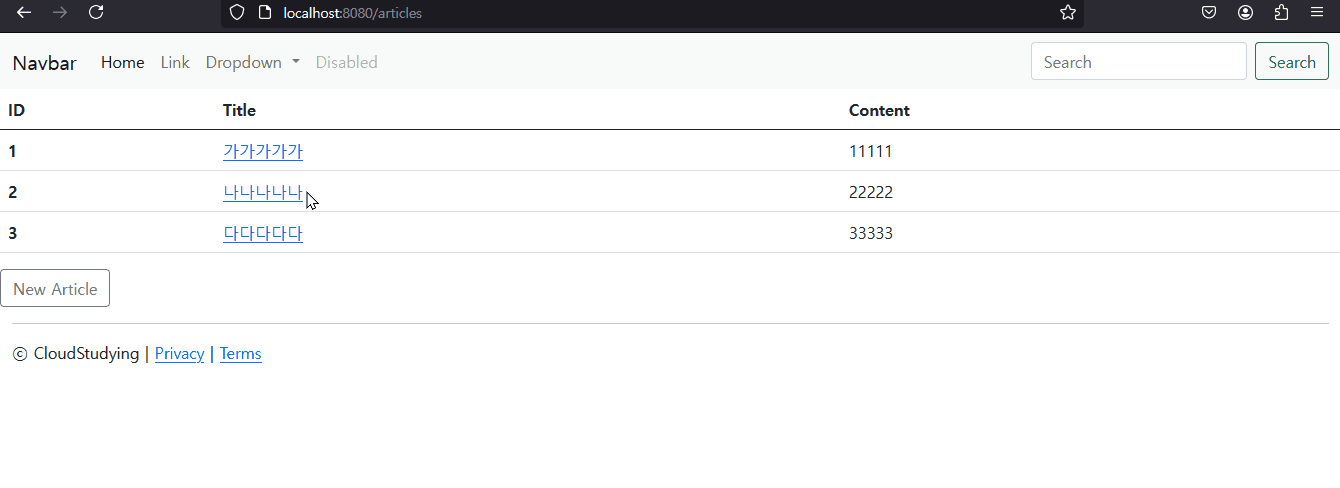 localhost:8080/articles
Navbar Home Link Dropdown Disabled Search Search
ID Title Content
1 가가가가가 11111
2 나나나나나 22222
3 다다다다다 33333
New Article
ⓒ CloudStudying | Privacy | Terms